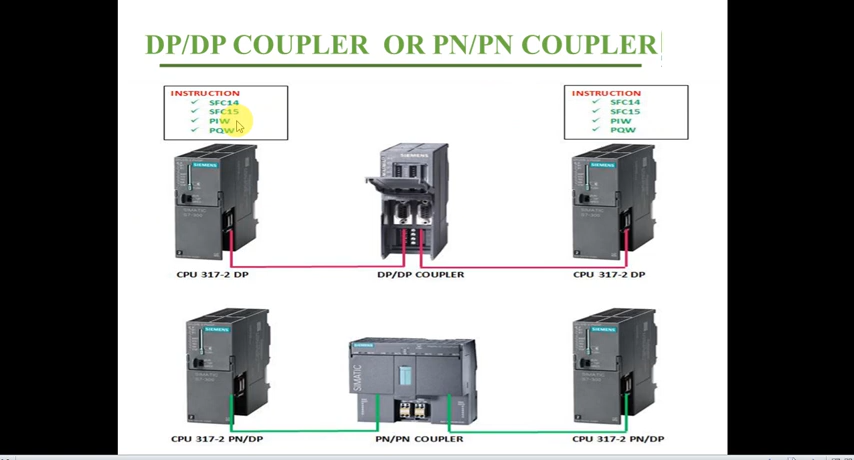 DP/DP COUPLER OR PN/PN COUPLER
INSTRUCTION
SFC14
SFC15
PIW
PQW
INSTRUCTION
SFC14
SFC15
PIW
PQW
SIEMENS
SIEMENS
CPU 317-2 DP
DP/DP COUPLER
CPU 317-2 DP
SIEMENS
SIEMENS
SIEMENS
SIMATIC
CPU 317-2 PN/DP
PN/PN COUPLER
CPU 317-2 PN/DP